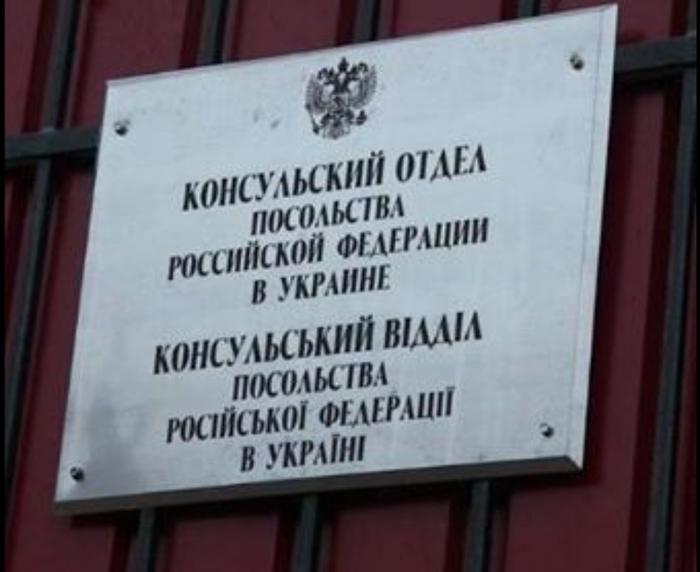 КОНСУЛЬСКИЙ ОТДЕЛ
ПОСОЛЬСТВА
РОССИЙСКОЙ ФЕДЕРАЦИИ
В УКРАИНЕ
КОНСУЛЬСЬКИЙ ВІДДІЛ
ПОСОЛЬСТВА
РОСІЙСЬКОЇ ФЕДЕРАЦІЇ
В УКРАЇНІ